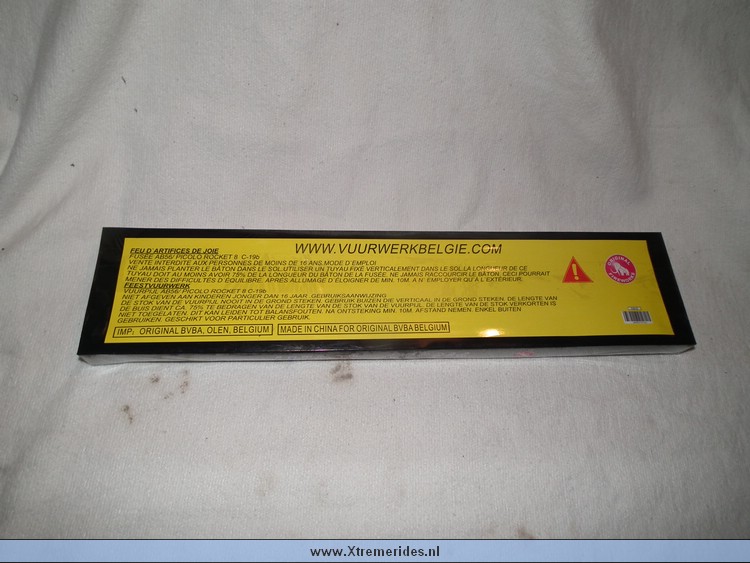 WWW.VUURWERKBELGIE.COM
FEU D'ARTIFICES DE JOIE
FUSEE AB56/ PICOLO ROCKET 8 C-19b
VENTE INTERDITE AUX PERSONNES DE MOINS DE 16 ANS.MODE D'EMPLOI
NE JAMAIS PLANTER LE BÂTON DANS LE SOL.UTILISER UN TUYAU FIXÉ VERTICALEMENT DANS LE SOL.LA LONGUEUR DE CE
TUYAU DOIT AU MOINS AVOIR 75% DE LA LONGUEUR DU BÂTON DE LA FUSEE. NE JAMAIS RACCOURCIR LE BÂTON, CECI POURRAIT
MENER DES DIFFICULTES D'EQUILIBRE. APRÈS ALLUMAGE D'ÉLOIGNER DE MIN. 10M. A N' EMPLOYER QU'A L'EXTÉRIEUR.
FEESTVUURWERK
VUURPIJL AB56/ PICOLO ROCKET 8 C-19b
NIET AFGEVEN AAN KINDEREN JONGER DAN 16 JAAR. GEBRUIKSAANWIJZING
STOK VAN DE VUURPIJL NOOIT IN DE GROND STEKEN. GEBRUIK BUIZEN DIE VERTICAAL IN DE GROND STEKEN. DE LENGTE VAN
DE BUIS DIENT CA. 75% TE BEDRAGEN VAN DE LENGTE VAN DE STOK VAN DE VUURPIJL. DE LENGTE VAN DE STOK VERKORTEN IS
NIET TOEGELATEN. DIT KAN LEIDEN TOT BALANSFOUTEN. NA ONTSTEKING MIN. 10M. AFSTAND NEMEN. ENKEL BUITEN
GEBRUIKEN. GESCHIKT VOOR PARTICULIER GEBRUIK.
IMP: ORIGINAL BVBA, OLEN, BELGIUM
MADE IN CHINA FOR ORIGINAL BVBA BELGIUM
ORIGINAL
www.Xtremerides.nl